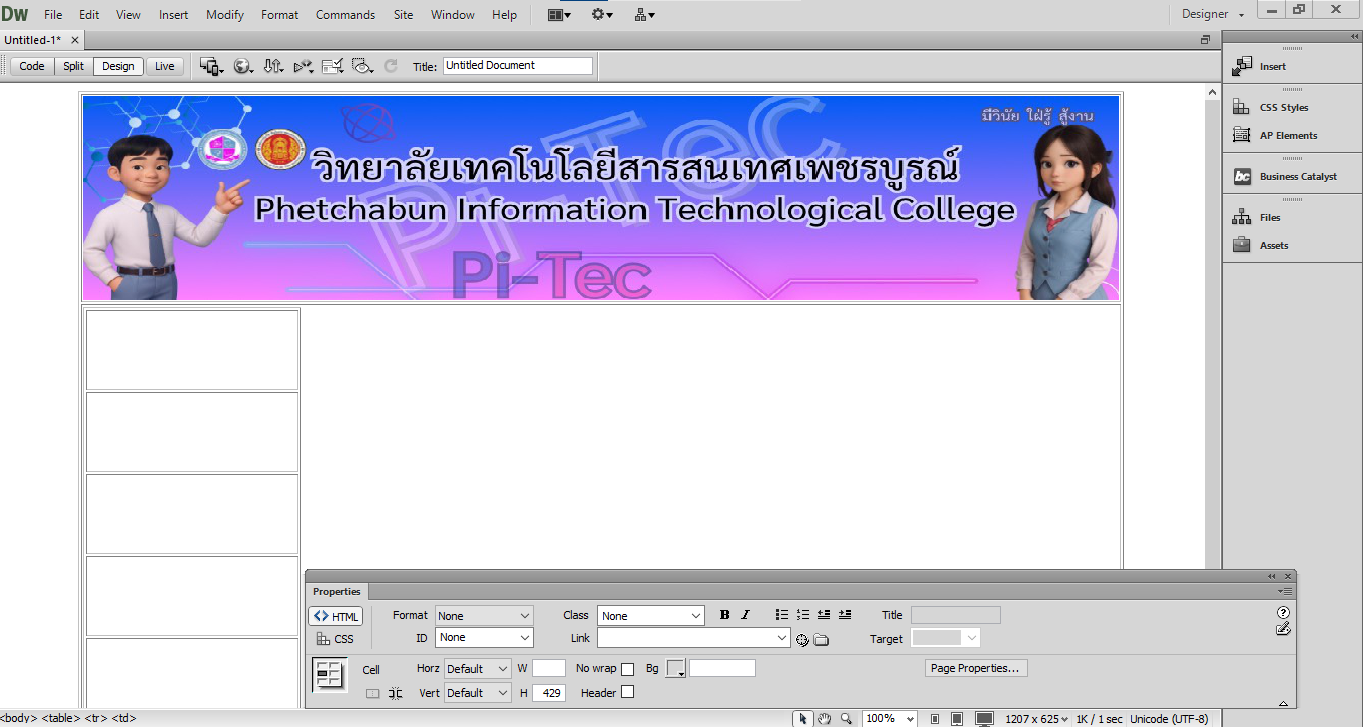 Dw File Edit View Insert Modify Format Commands Site Window Help Designer
Untitled-1*
Code Split Design Live Title: Untitled Document
Insert
CSS Styles
AP Elements
Business Catalyst
Files
Assets
มีวินัย ใฝ่รู้ สู้งาน
Pi-Tec
วิทยาลัยเทคโนโลยีสารสนเทศเพชรบูรณ์
Phetchabun Information Technological College
Pi-Tec
Properties
<> HTML Format None Class None B I Title
CSS ID None Link Target
Cell Horz Default W No wrap Bg Page Properties...
Vert Default H 429 Header
<body> <table> <tr> <td> 100% 1207 x 625 1K / 1 sec Unicode (UTF-8)